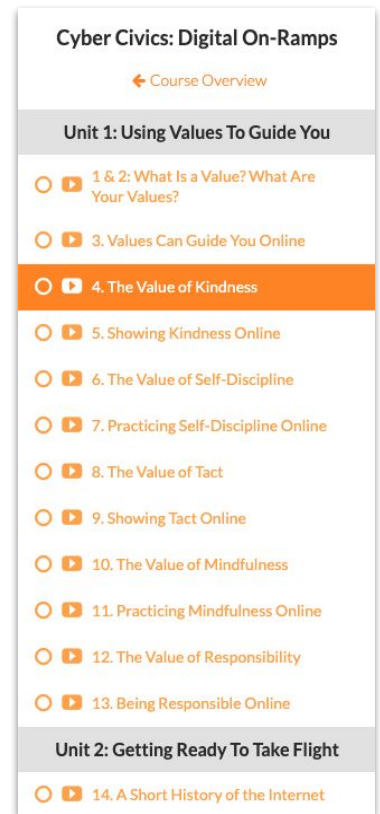 Cyber Civics: Digital On-Ramps
← Course Overview
Unit 1: Using Values To Guide You
1 & 2: What Is a Value? What Are
Your Values?
3. Values Can Guide You Online
4. The Value of Kindness
5. Showing Kindness Online
6. The Value of Self-Discipline
7. Practicing Self-Discipline Online
8. The Value of Tact
9. Showing Tact Online
10. The Value of Mindfulness
11. Practicing Mindfulness Online
12. The Value of Responsibility
13. Being Responsible Online
Unit 2: Getting Ready To Take Flight
14. A Short History of the Internet